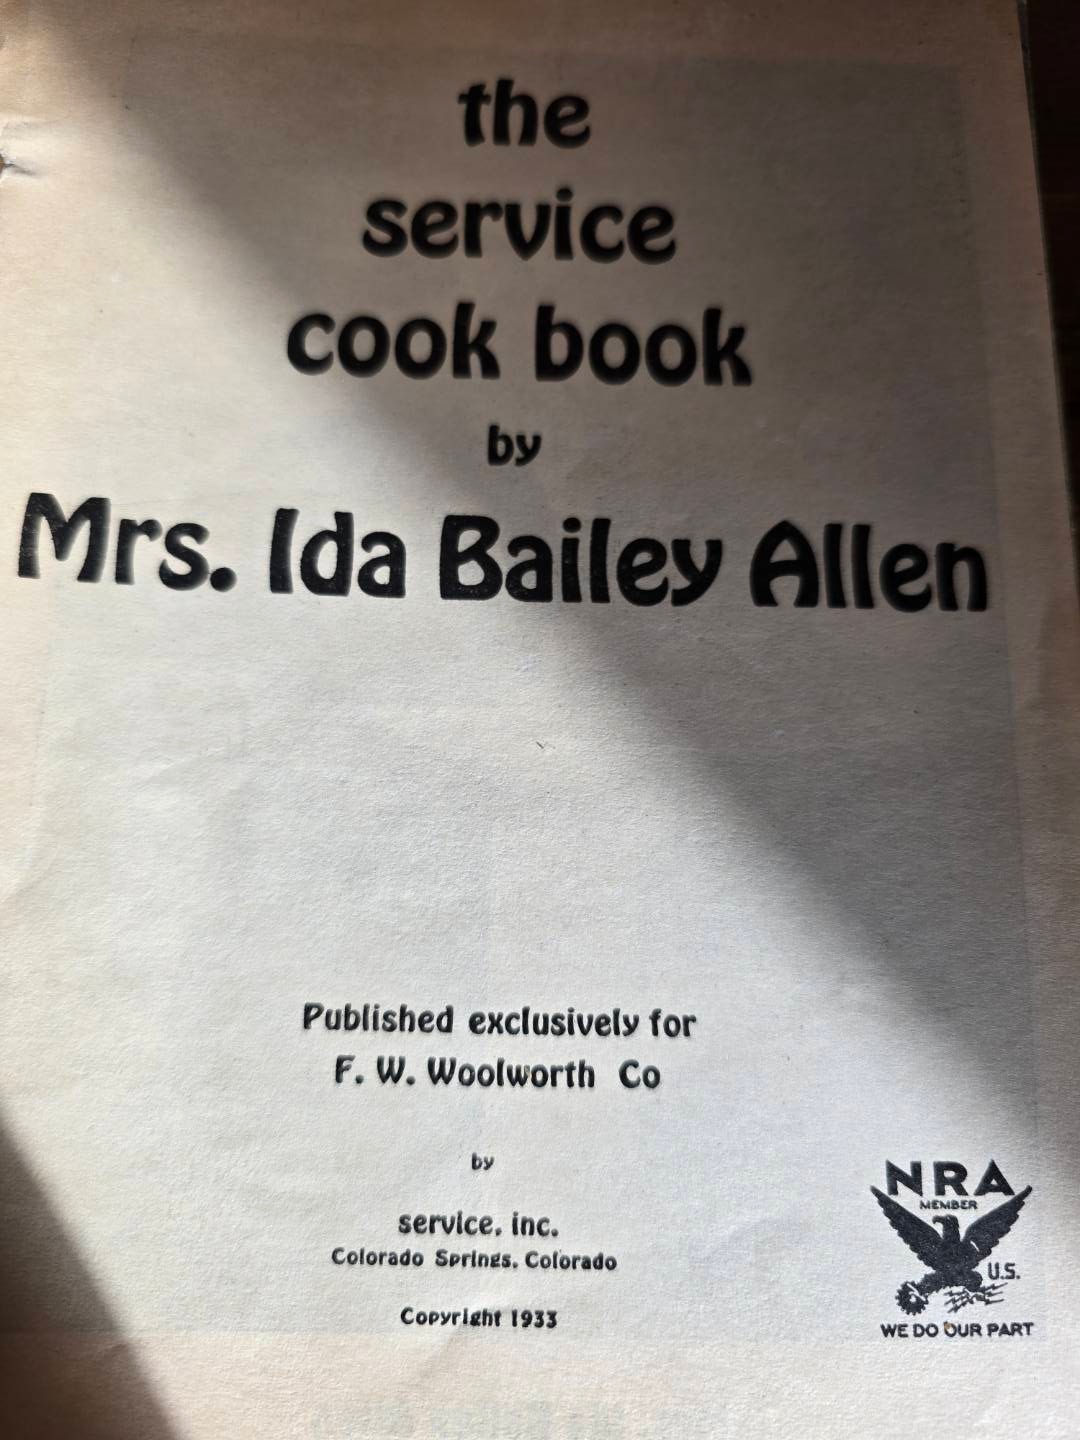 the
service
cook book
by
Mrs. Ida Bailey Allen
Published exclusively for
F. W. Woolworth Co
by
service, inc.
Colorado Springs, Colorado
Copyright 1933
NRA
MEMBER
U.S.
WE DO OUR PART